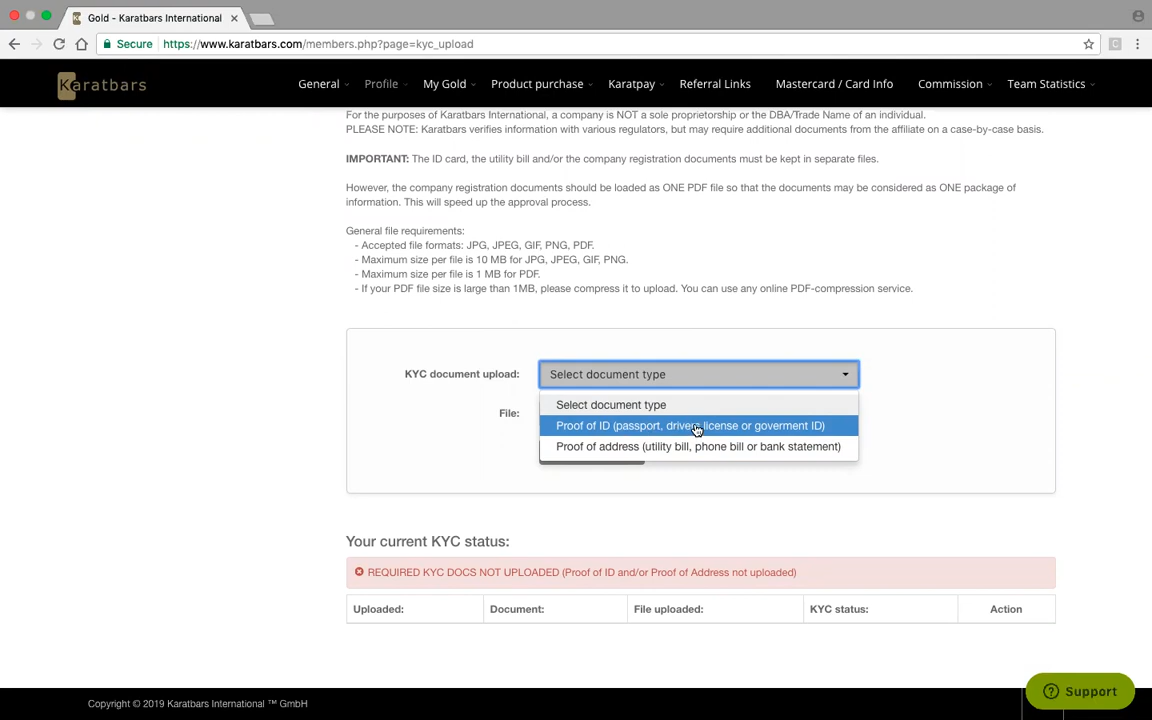 Gold - Karatbars International
Secure https://www.karatbars.com/members.php?page=kyc_upload
Karatbars General Profile My Gold Product purchase Karatpay Referral Links Mastercard / Card Info Commission Team Statistics
For the purposes of Karatbars International, a company is NOT a sole proprietorship or the DBA/Trade Name of an individual.
PLEASE NOTE: Karatbars verifies information with various regulators, but may require additional documents from the affiliate on a case-by-case basis.
IMPORTANT: The ID card, the utility bill and/or the company registration documents must be kept in separate files.
However, the company registration documents should be loaded as ONE PDF file so that the documents may be considered as ONE package of
information. This will speed up the approval process.
General file requirements:
- Accepted file formats: JPG, JPEG, GIF, PNG, PDF.
- Maximum size per file is 10 MB for JPG, JPEG, GIF, PNG.
- Maximum size per file is 1 MB for PDF.
- If your PDF file size is large than 1MB, please compress it to upload. You can use any online PDF-compression service.
KYC document upload: Select document type
Select document type
File:
Proof of ID (passport, drivers license or goverment ID)
Proof of address (utility bill, phone bill or bank statement)
Your current KYC status:
REQUIRED KYC DOCS NOT UPLOADED (Proof of ID and/or Proof of Address not uploaded)
Uploaded: Document: File uploaded: KYC status: Action
Support
Copyright © 2019 Karatbars International ™ GmbH